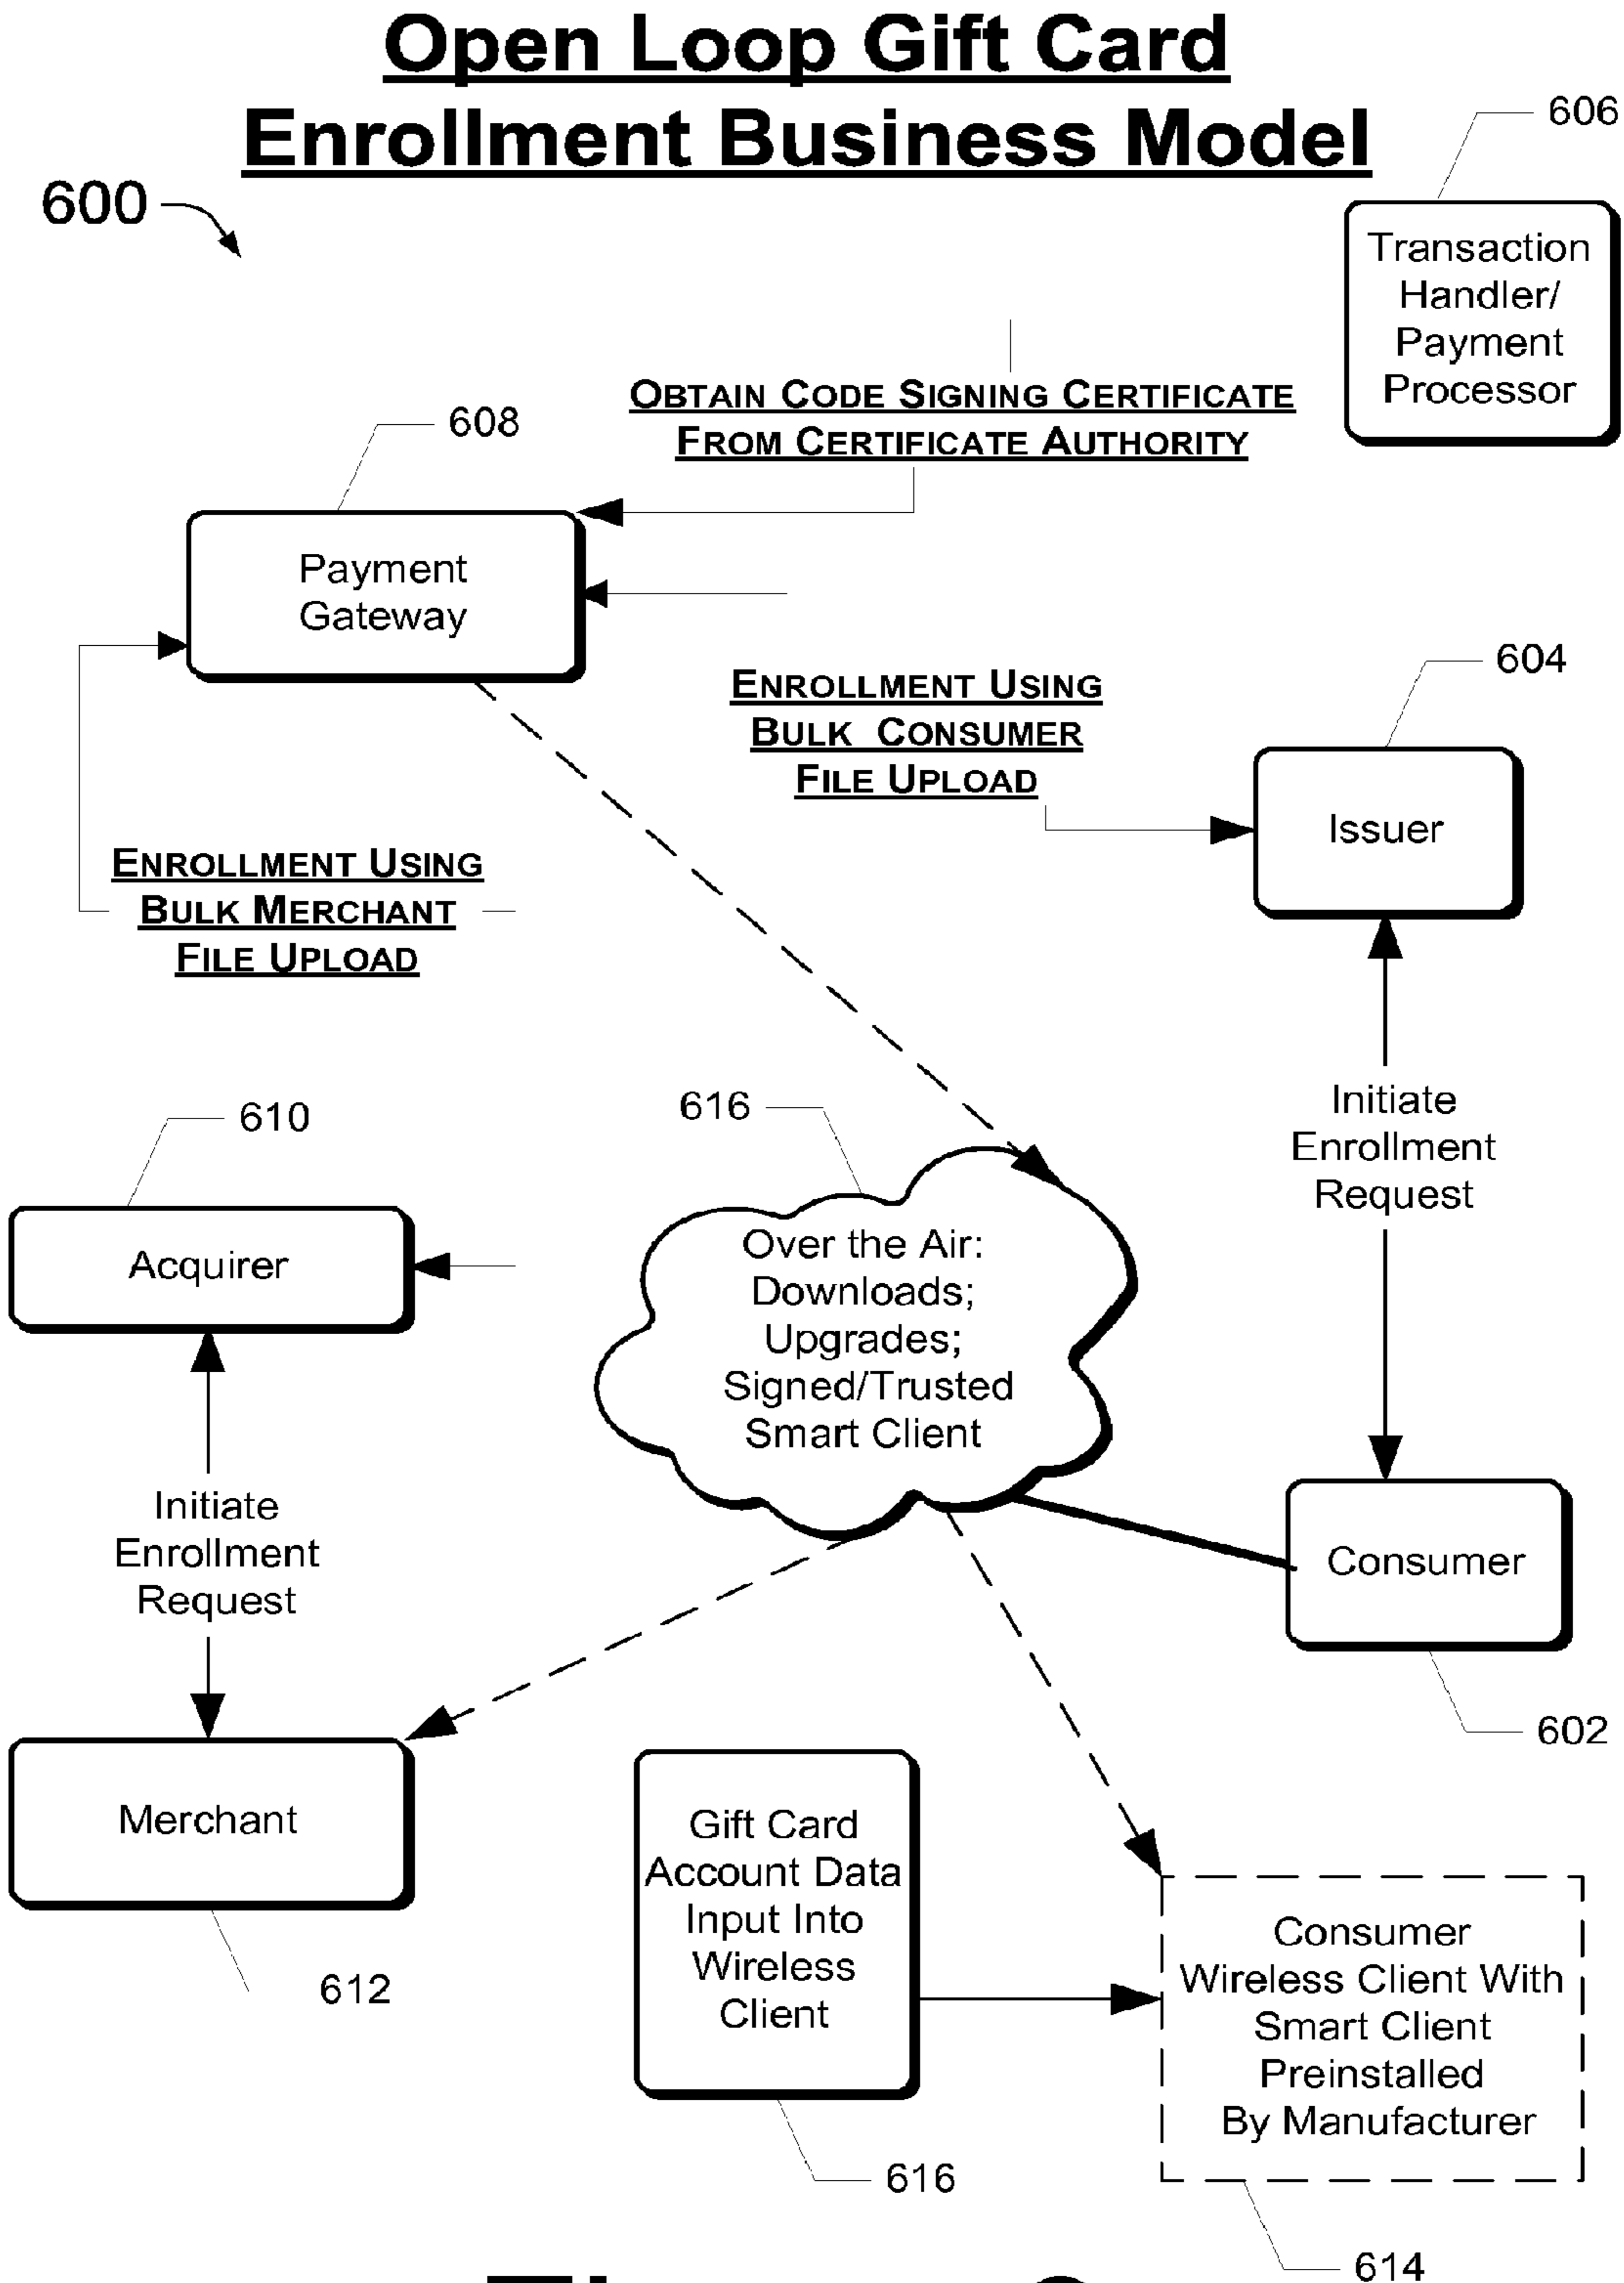 Open Loop Gift Card
Enrollment Business Model
600
606
Transaction
Handler/
Payment
Processor
OBTAIN CODE SIGNING CERTIFICATE
FROM CERTIFICATE AUTHORITY
608
Payment
Gateway
604
ENROLLMENT USING
BULK CONSUMER
FILE UPLOAD
Issuer
ENROLLMENT USING
BULK MERCHANT
FILE UPLOAD
Initiate
Enrollment
Request
610
616
Acquirer
Over the Air:
Downloads;
Upgrades;
Signed/Trusted
Smart Client
Initiate
Enrollment
Request
Consumer
602
Merchant
612
Gift Card
Account Data
Input Into
Wireless
Client
616
Consumer
Wireless Client With
Smart Client
Preinstalled
By Manufacturer
614